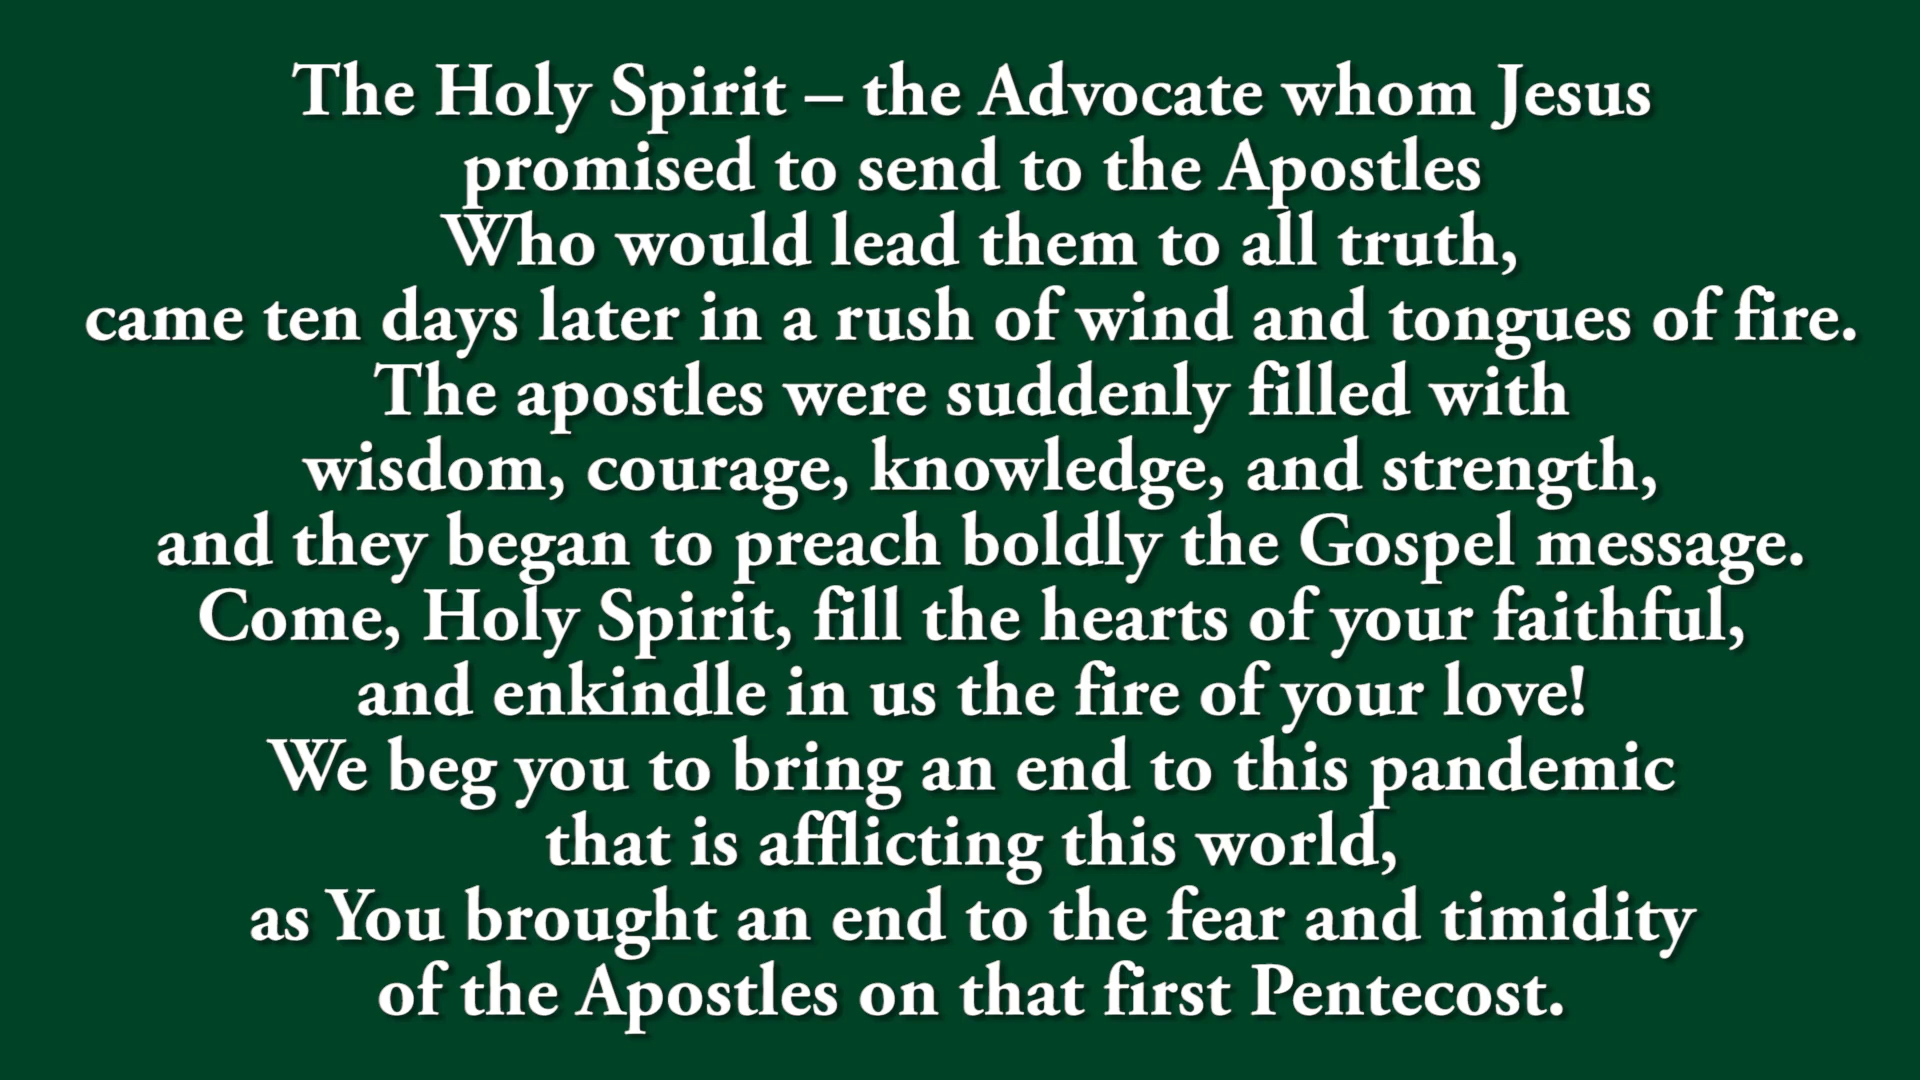 The Holy Spirit – the Advocate whom Jesus
promised to send to the Apostles
Who would lead them to all truth,
came ten days later in a rush of wind and tongues of fire.
The apostles were suddenly filled with
wisdom, courage, knowledge, and strength,
and they began to preach boldly the Gospel message.
Come, Holy Spirit, fill the hearts of your faithful,
and enkindle in us the fire of your love!
We beg you to bring an end to this pandemic
that is afflicting this world,
as You brought an end to the fear and timidity
of the Apostles on that first Pentecost.